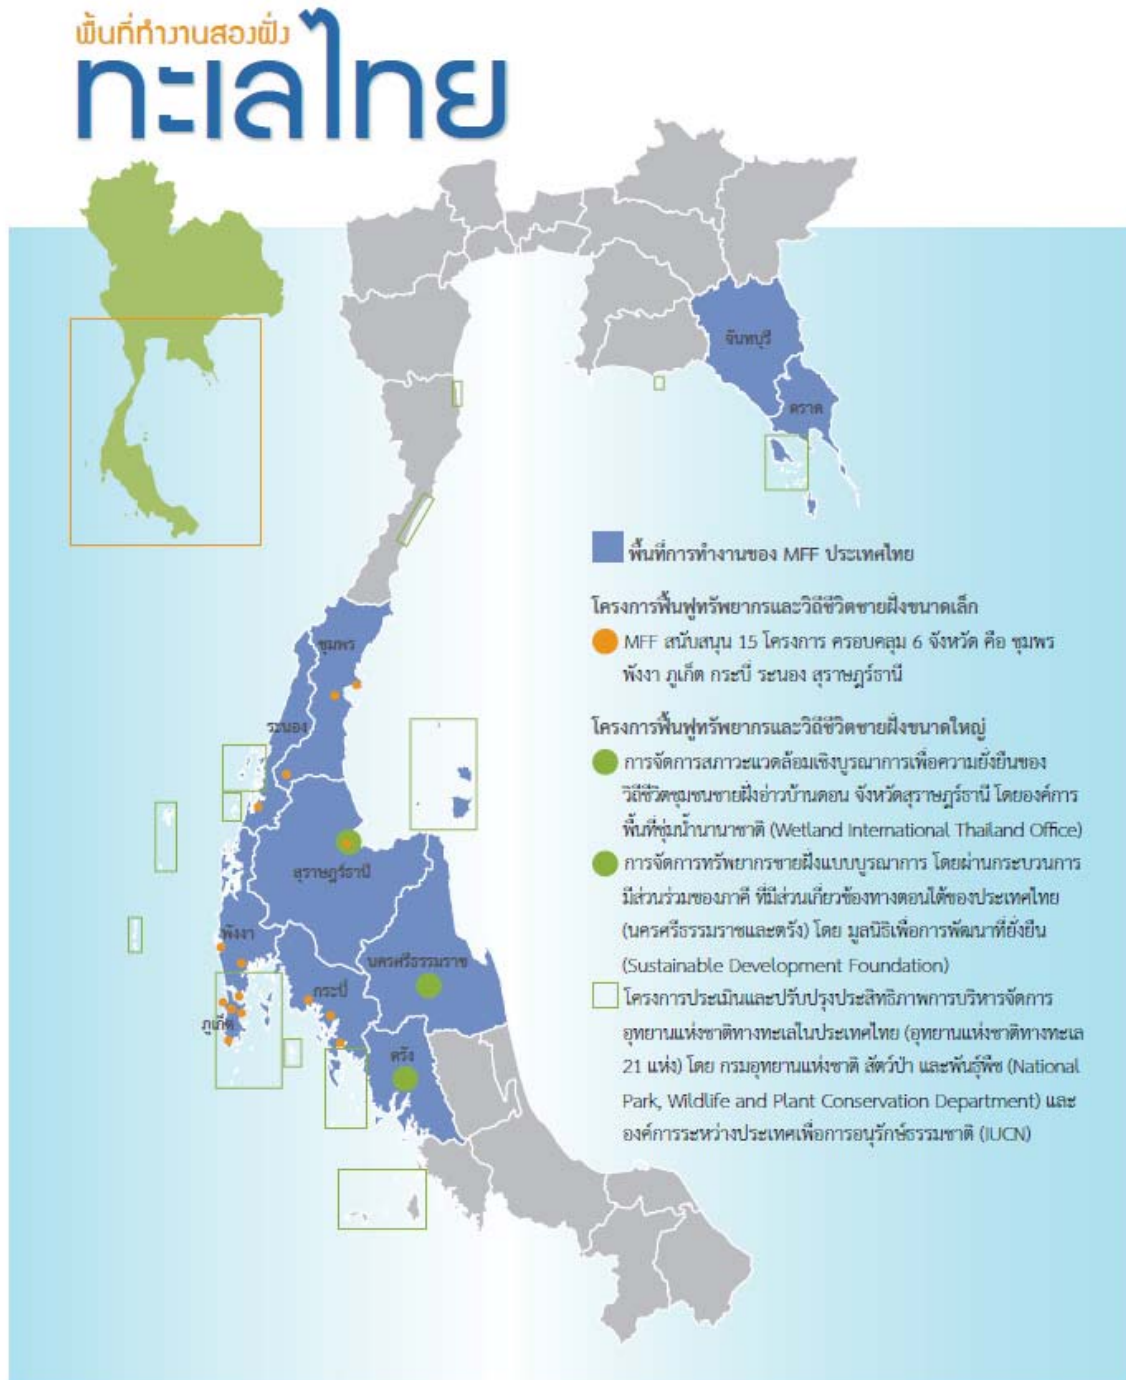 พื้นที่ทำงานสองฝั่ง
ทะเลไทย
จันทบุรี
ตราด
พื้นที่การทำงานของ MFF ประเทศไทย
โครงการฟื้นฟูทรัพยากรและวิถีชีวิตชายฝั่งขนาดเล็ก
MFF สนับสนุน 15 โครงการ ครอบคลุม 6 จังหวัด คือ ชุมพร
พังงา ภูเก็ต กระบี่ ระนอง สุราษฎร์ธานี
โครงการฟื้นฟูทรัพยากรและวิถีชีวิตชายฝั่งขนาดใหญ่
การจัดการสภาวะแวดล้อมเชิงบูรณาการเพื่อความยั่งยืนของ
วิถีชีวิตชุมชนชายฝั่งอ่าวบ้านดอน จังหวัดสุราษฎร์ธานี โดยองค์การ
พื้นที่ชุ่มน้ำนานาชาติ (Wetland International Thailand Office)
การจัดการทรัพยากรชายฝั่งแบบบูรณาการ โดยผ่านกระบวนการ
มีส่วนร่วมของภาคี ที่มีส่วนเกี่ยวข้องทางตอนใต้ของประเทศไทย
(นครศรีธรรมราชและตรัง) โดย มูลนิธิเพื่อการพัฒนาที่ยั่งยืน
(Sustainable Development Foundation)
โครงการประเมินและปรับปรุงประสิทธิภาพการบริหารจัดการ
อุทยานแห่งชาติทางทะเลในประเทศไทย (อุทยานแห่งชาติทางทะเล
21 แห่ง) โดย กรมอุทยานแห่งชาติ สัตว์ป่า และพันธุ์พืช (National
Park, Wildlife and Plant Conservation Department) และ
องค์การระหว่างประเทศเพื่อการอนุรักษ์ธรรมชาติ (IUCN)
ชุมพร
ระนอง
สุราษฎร์ธานี
พังงา
นครศรีธรรมราช
กระบี่
ภูเก็ต
ตรัง